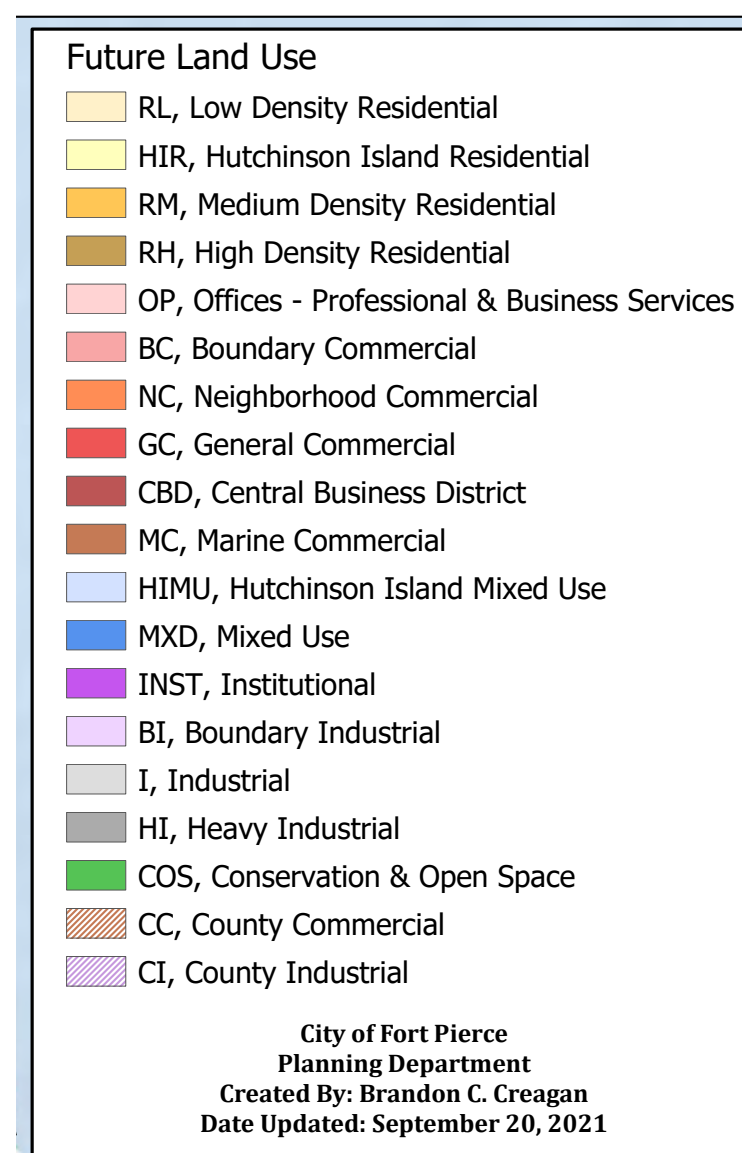 Future Land Use
RL, Low Density Residential
HIR, Hutchinson Island Residential
RM, Medium Density Residential
RH, High Density Residential
OP, Offices - Professional & Business Services
BC, Boundary Commercial
NC, Neighborhood Commercial
GC, General Commercial
CBD, Central Business District
MC, Marine Commercial
HIMU, Hutchinson Island Mixed Use
MXD, Mixed Use
INST, Institutional
BI, Boundary Industrial
I, Industrial
HI, Heavy Industrial
COS, Conservation & Open Space
CC, County Commercial
CI, County Industrial
City of Fort Pierce
Planning Department
Created By: Brandon C. Creagan
Date Updated: September 20, 2021